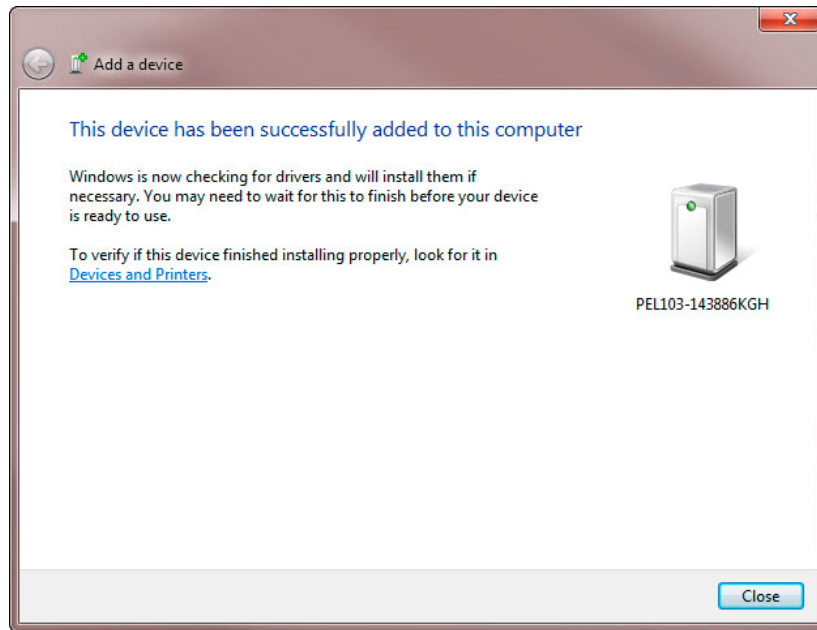 Add a device
This device has been successfully added to this computer
Windows is now checking for drivers and will install them if
necessary. You may need to wait for this to finish before your device
is ready to use.
To verify if this device finished installing properly, look for it in
Devices and Printers.
PEL103-143886KGH
Close